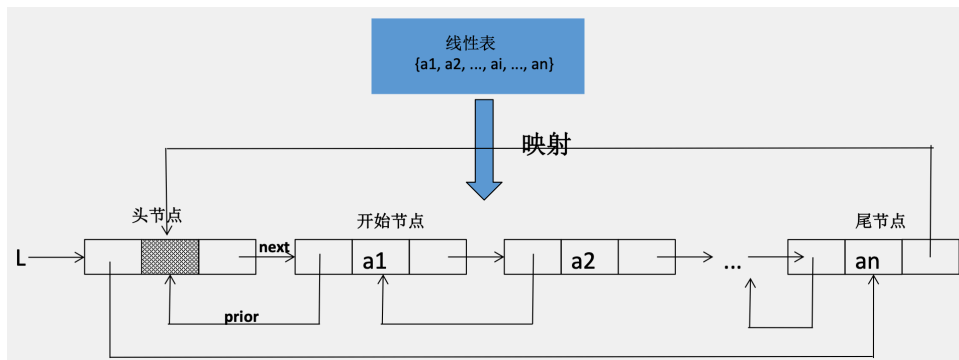 线性表
{a1, a2, ..., ai, ..., an}
映射
头节点
开始节点
尾节点
L
next
a1
a2
...
an
prior